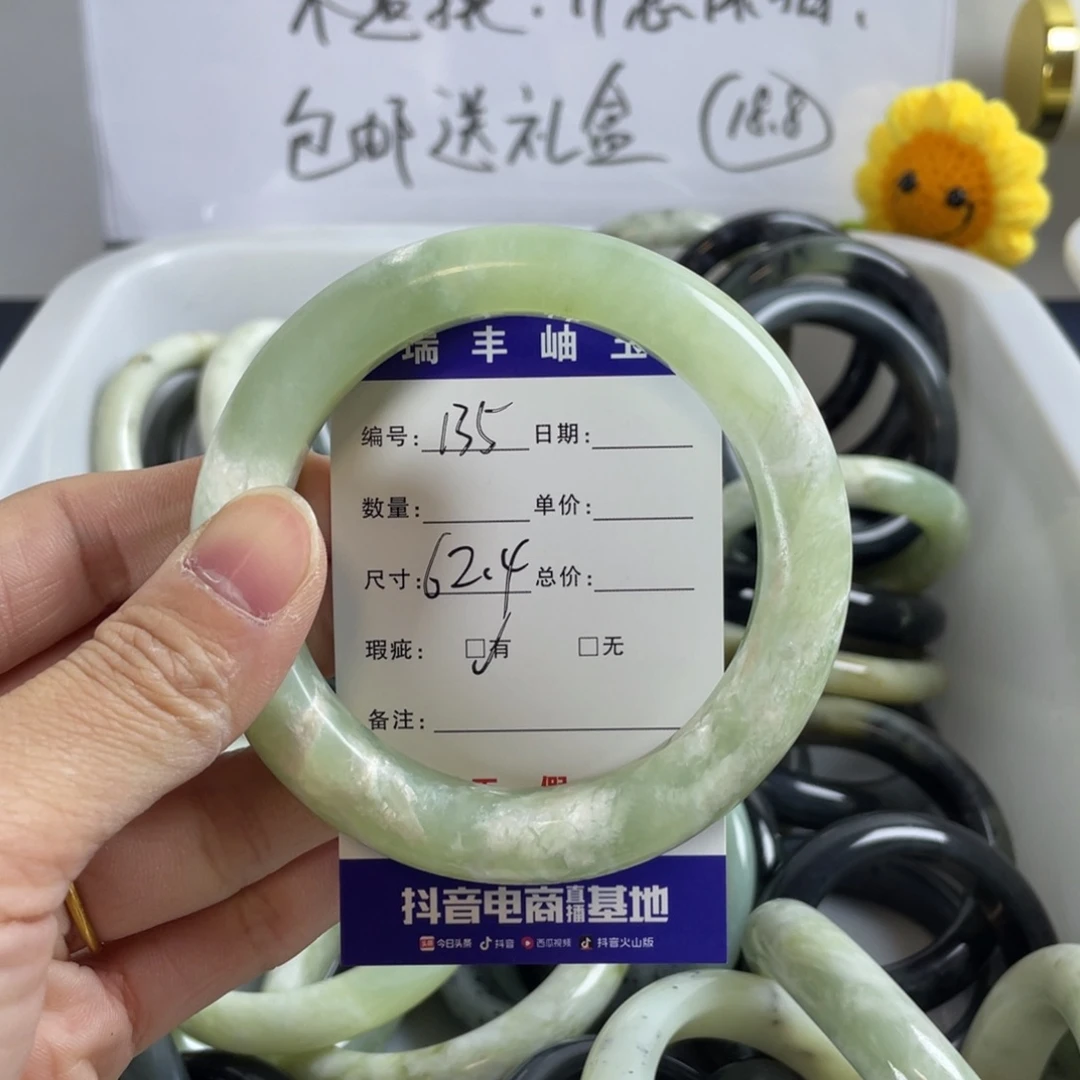 包邮送礼盒 (18.8)
瑞丰岫玉
编号: 135 日期:
数量: 单价:
尺寸: 62.4 总价:
瑕疵: □有 □无
备注:
抖音电商直播基地
今日头条 抖音 西瓜视频 抖音火山版